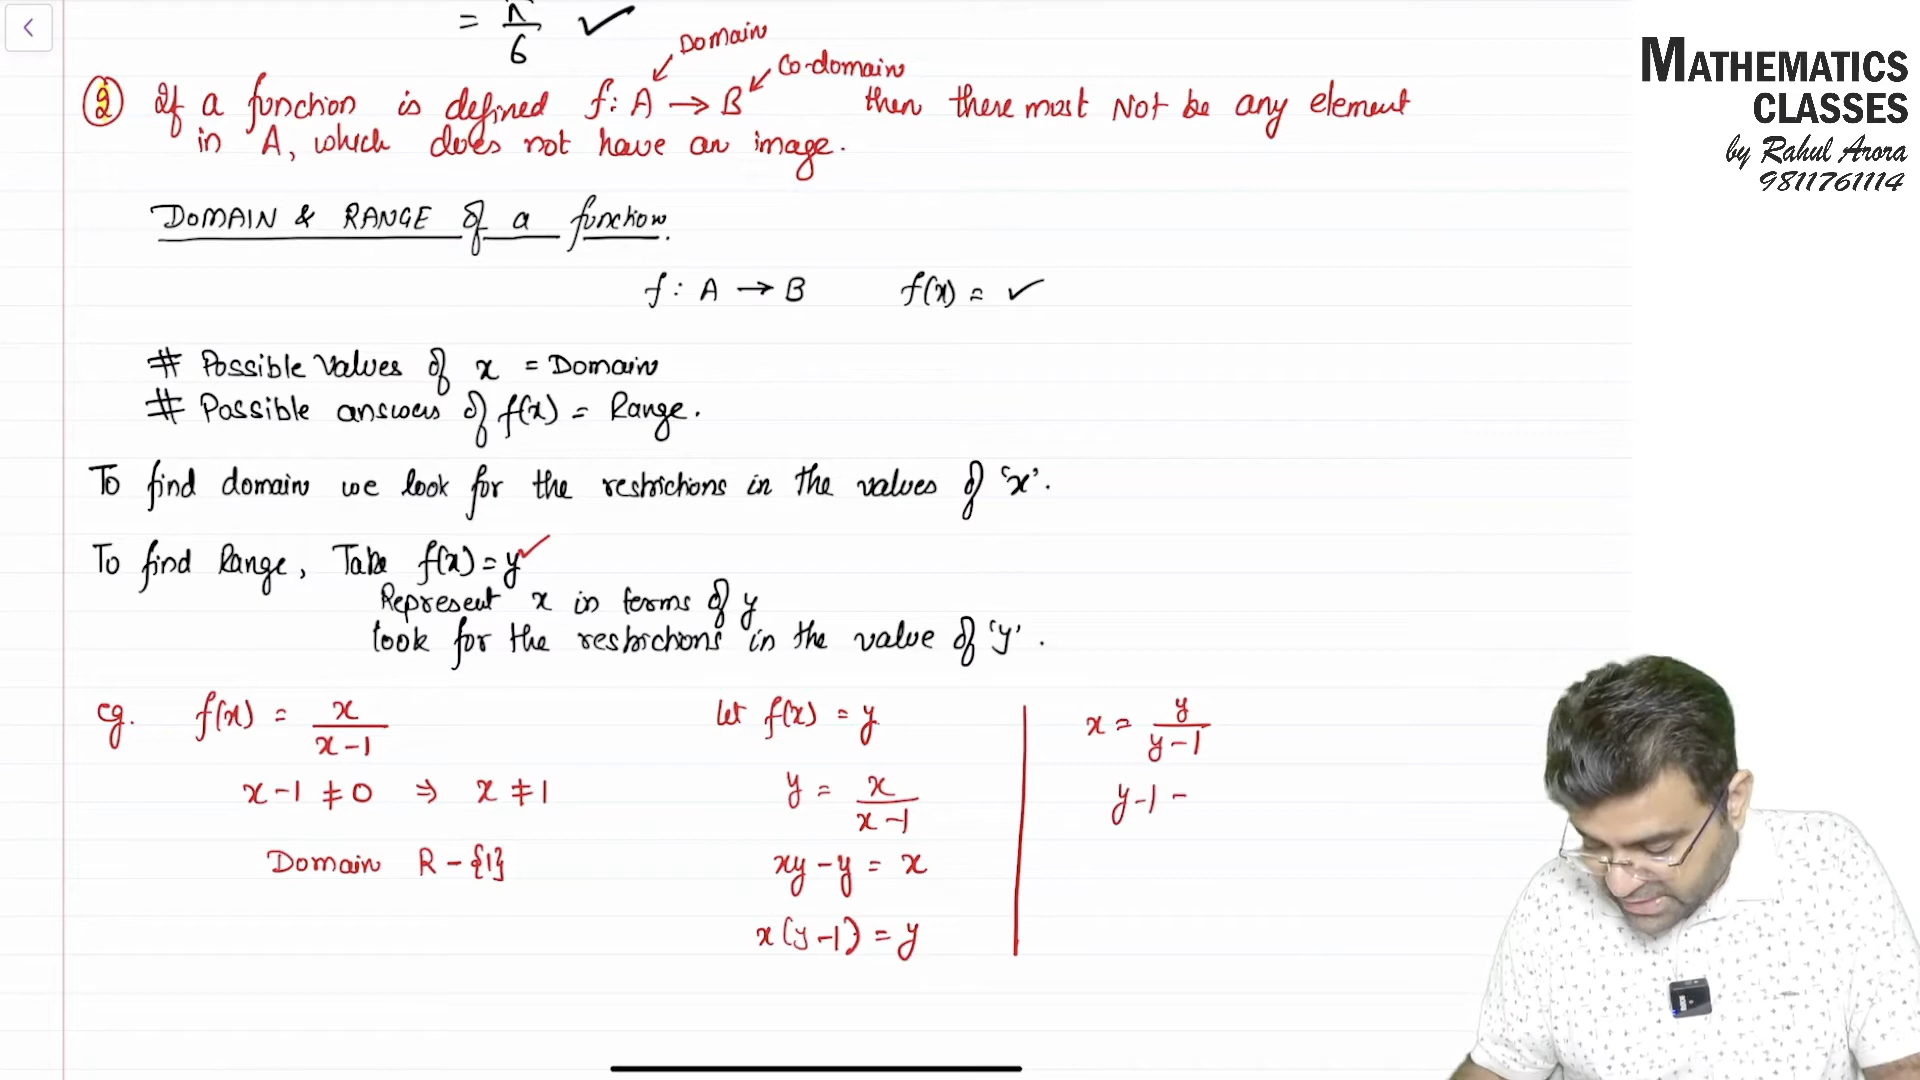 = π/6 ✓
Domain
Co-domain
② If a function is defined f: A → B then there must Not be any element
in A, which does not have an image.
DOMAIN & RANGE of a function.
f: A → B f(x) = ✓
# Possible Values of x = Domain
# Possible answers of f(x) = Range.
To find domain we look for the restrictions in the values of 'x'.
To find Range, Take f(x) = y ✓
Represent x in terms of y
look for the restrictions in the value of 'y'.
eg. f(x) = x/(x-1)
x-1 ≠ 0 ⇒ x ≠ 1
Domain R - {1}
let f(x) = y
y = x/(x-1)
xy - y = x
x(y-1) = y
x = y/(y-1)
y-1 -
MATHEMATICS
CLASSES
by Rahul Arora
9811761114